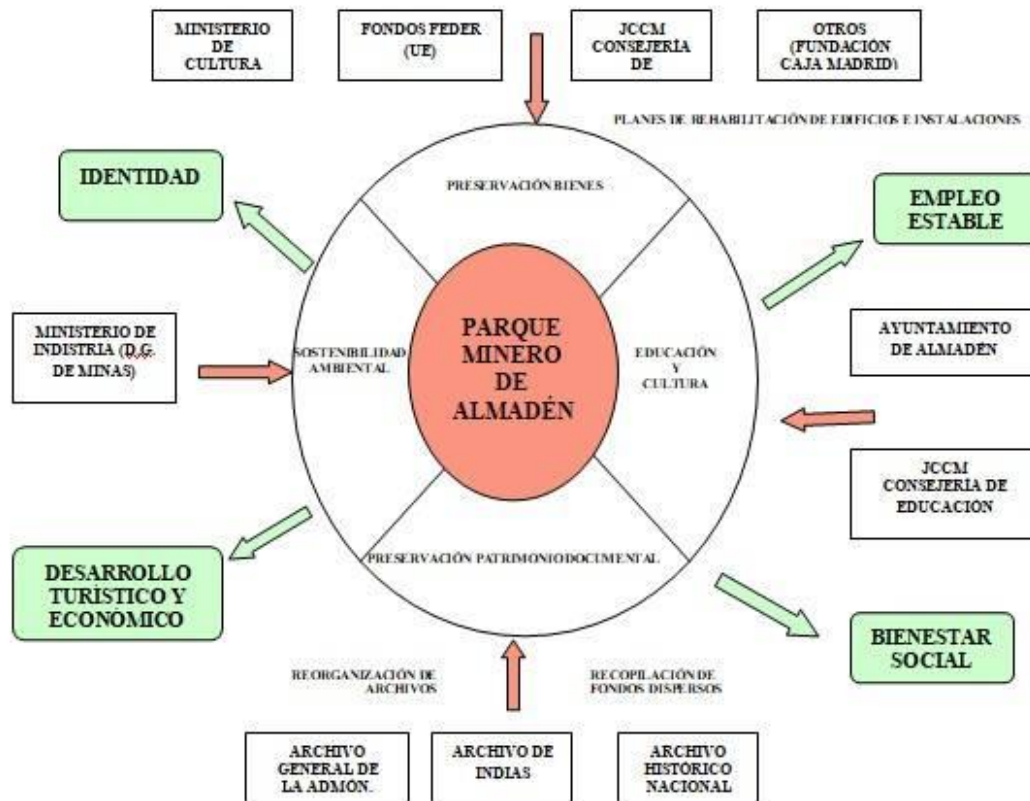 MINISTERIO
DE
CULTURA
FONDOS FEDER
(UE)
JCCM
CONSEJERÍA
DE
OTROS
(FUNDACIÓN
CAJA MADRID)
PLANES DE REHABILITACIÓN DE EDIFICIOS E INSTALACIONES
IDENTIDAD
PRESERVACIÓN BIENES
EMPLEO
ESTABLE
MINISTERIO DE
INDISTRIA (D.G.
DE MINAS)
SOSTENIBILIDAD
AMBIENTAL
PARQUE
MINERO
DE
ALMADÉN
EDUCACIÓN
Y
CULTURA
AYUNTAMIENTO
DE ALMADÉN
JCCM
CONSEJERÍA DE
EDUCACIÓN
PRESERVACIÓN PATRIMONIO DOCUMENTAL
DESARROLLO
TURÍSTICO Y
ECONÓMICO
BIENESTAR
SOCIAL
REORGANIZACIÓN DE
ARCHIVOS
RECOPILACIÓN DE
FONDOS DISPERSOS
ARCHIVO
GENERAL DE
LA ADMÓN.
ARCHIVO DE
INDIAS
ARCHIVO
HISTÓRICO
NACIONAL